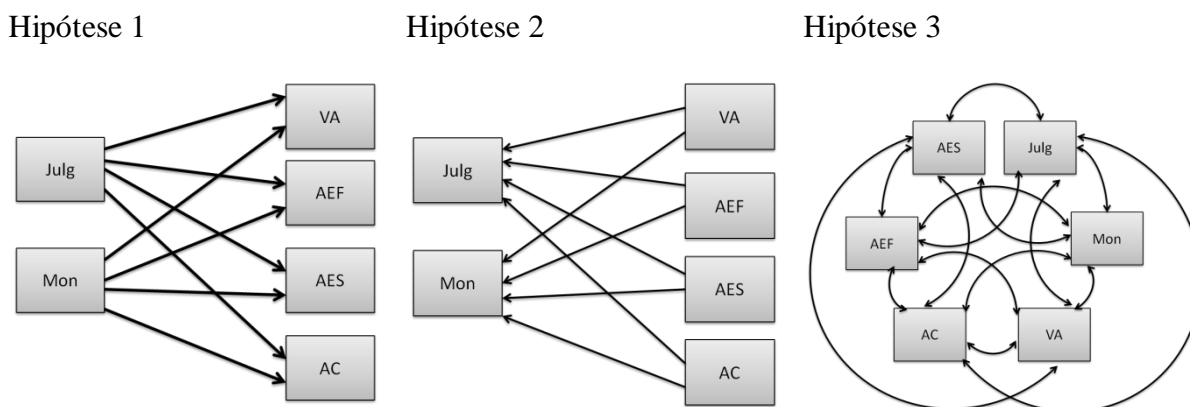 Hipótese 1
Hipótese 2
Hipótese 3
Julg
Mon
VA
AEF
AES
AC
Julg
Mon
VA
AEF
AES
AC
AES
Julg
AEF
Mon
AC
VA